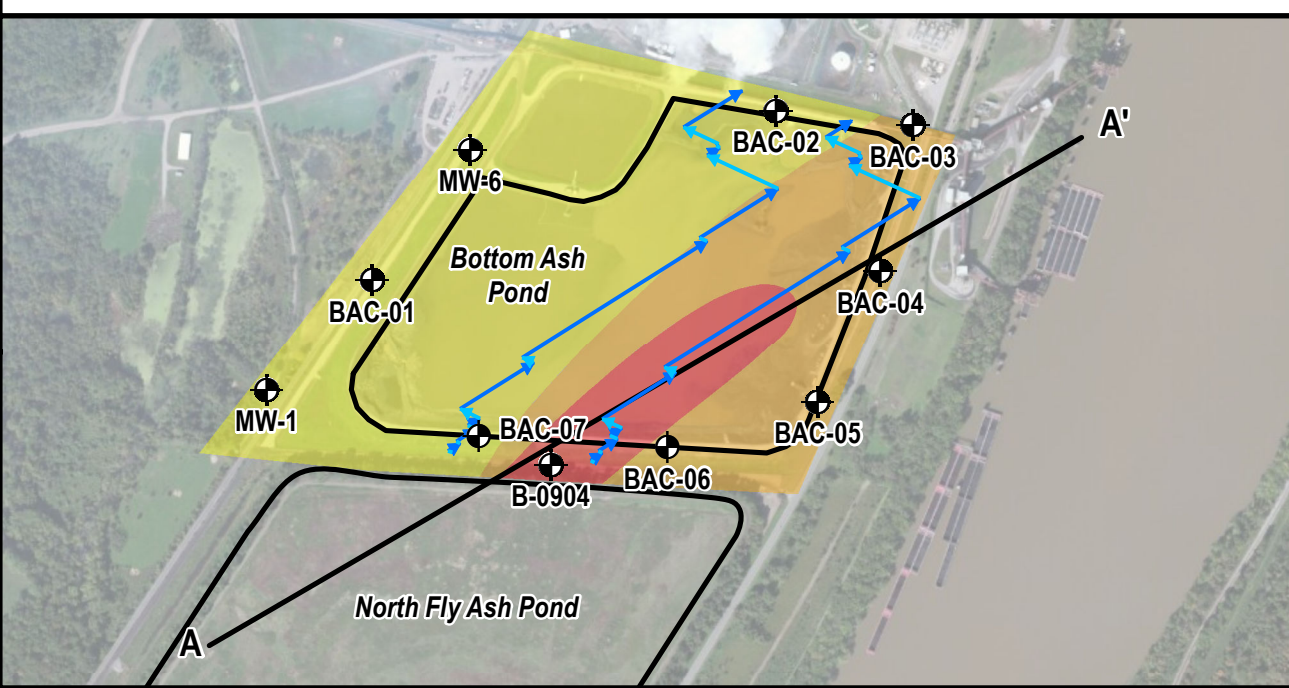 A'
BAC-02
BAC-03
MW-6
Bottom Ash
Pond
BAC-01
BAC-04
MW-1
BAC-07
BAC-05
BAC-06
B-0904
North Fly Ash Pond
A